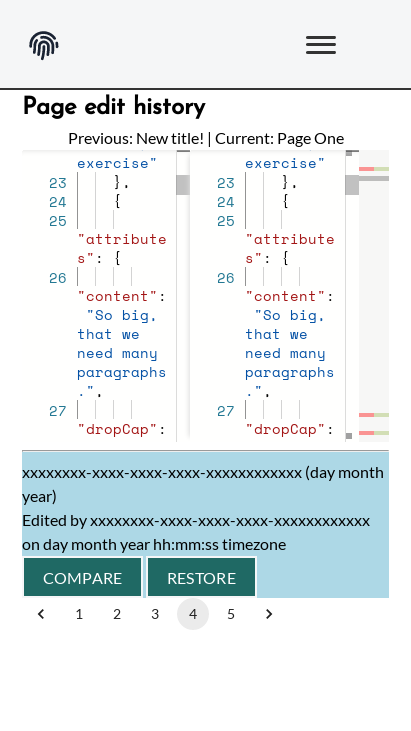 Page edit history
Previous: New title! | Current: Page One
exercise"
23 },
24 {
25
"attribute
s": {
26
"content":
"So big,
that we
need many
paragraphs
.",
27
"dropCap":
exercise"
23 },
24 {
25
"attribute
s": {
26
"content":
"So big,
that we
need many
paragraphs
.",
27
"dropCap":
xxxxxxxx-xxxx-xxxx-xxxx-xxxxxxxxxxxx (day month
year)
Edited by xxxxxxxx-xxxx-xxxx-xxxx-xxxxxxxxxxxx
on day month year hh:mm:ss timezone
COMPARE RESTORE
1 2 3 4 5